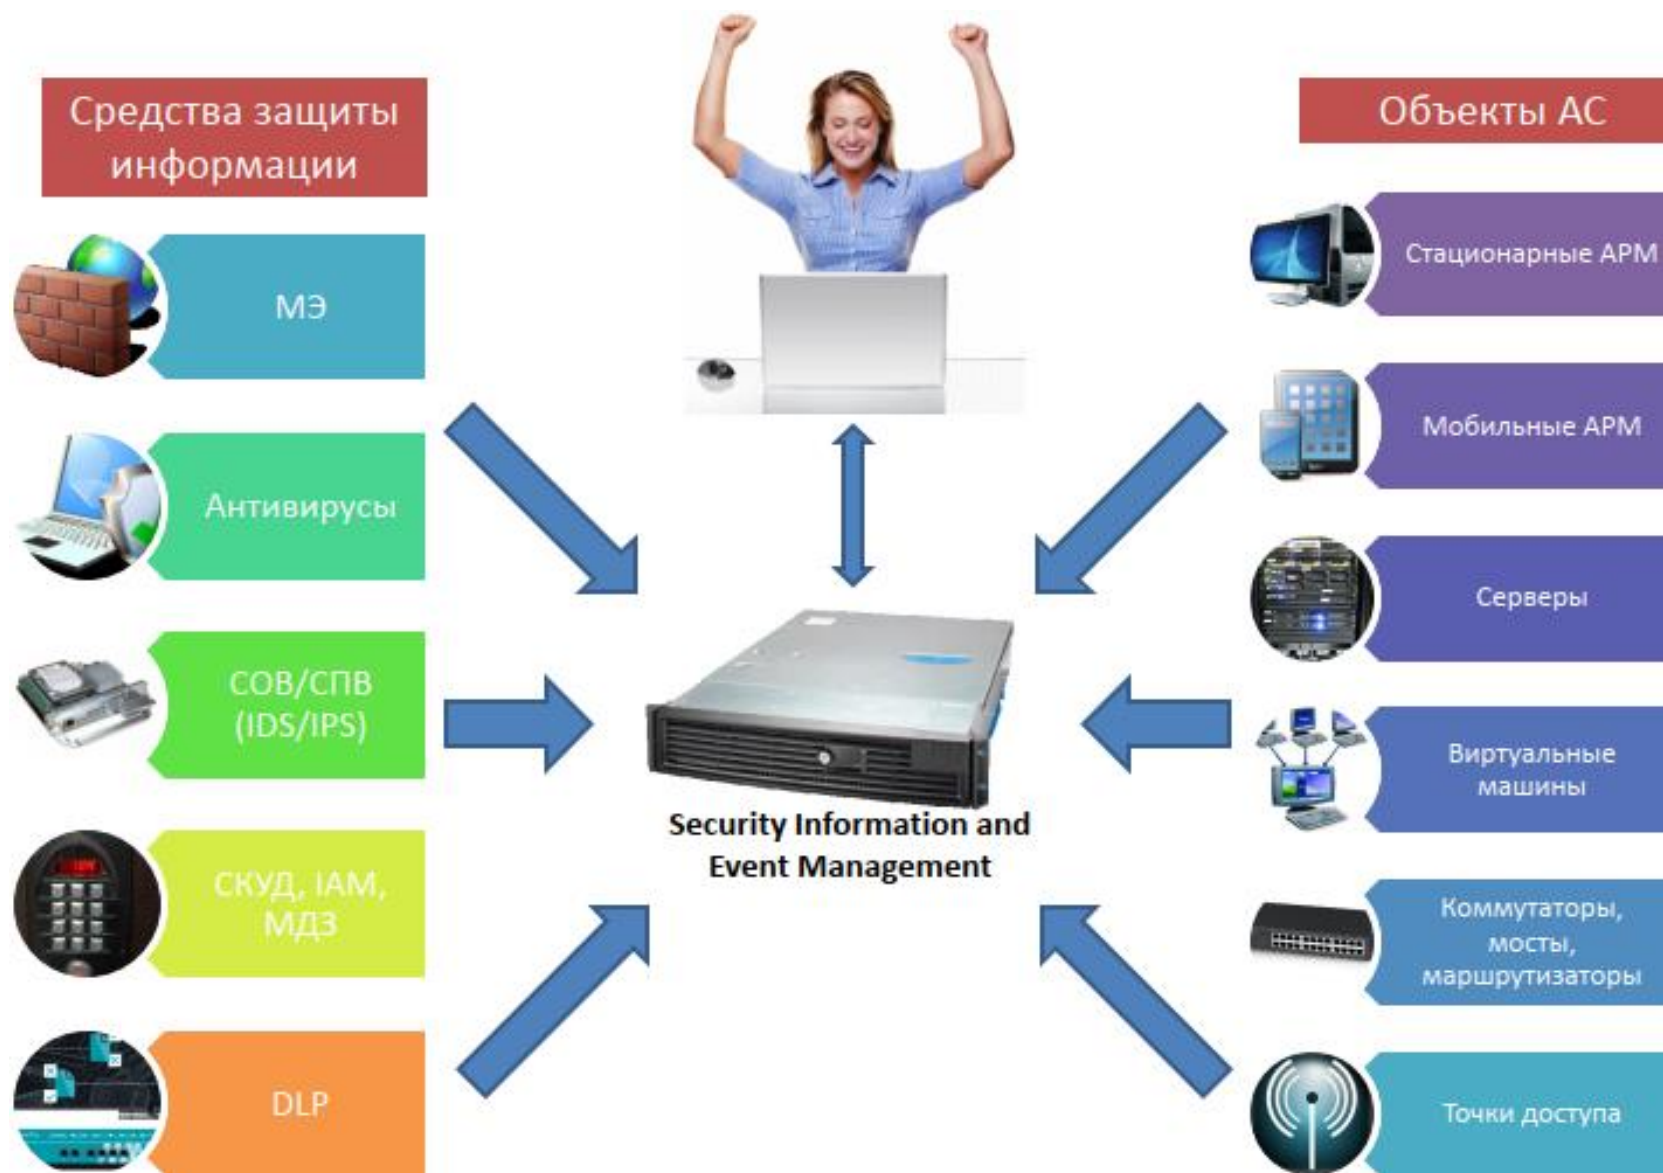 Средства защиты
информации
МЭ
Антивирусы
СОВ/СПВ
(IDS/IPS)
СКУД, IAM,
МДЗ
DLP
Security Information and
Event Management
Объекты АС
Стационарные АРМ
Мобильные АРМ
Серверы
Виртуальные
машины
Коммутаторы,
мосты,
маршрутизаторы
Точки доступа